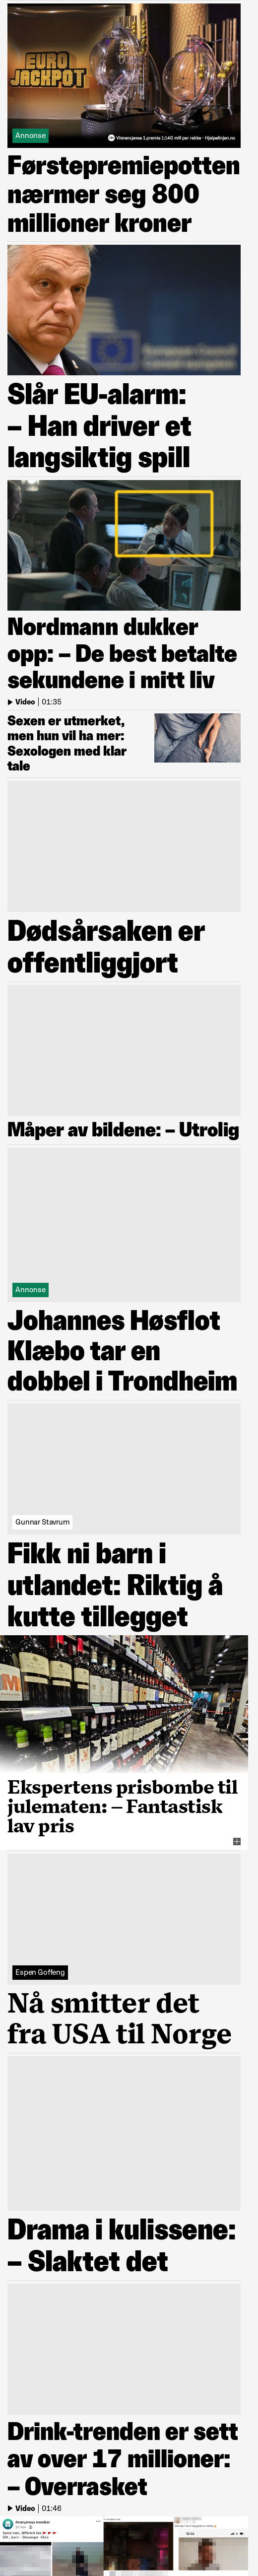 EURO
JACKPOT
Annonse
Vinnersjanse 1.premie 1:140 mill per rekke - Hjelpelinjen.no
Førstepremiepotten
nærmer seg 800
millioner kroner
Slår EU-alarm:
– Han driver et
langsiktig spill
Nordmann dukker
opp: – De best betalte
sekundene i mitt liv
Video | 01:35
Sexen er utmerket,
men hun vil ha mer:
Sexologen med klar
tale
Dødsårsaken er
offentliggjort
Måper av bildene: – Utrolig
Annonse
Johannes Høsflot
Klæbo tar en
dobbel i Trondheim
Gunnar Stavrum
Fikk ni barn i
utlandet: Riktig å
kutte tillegget
Ekspertens prisbombe til
julematen: – Fantastisk
lav pris
Espen Goffeng
Nå smitter det
fra USA til Norge
Drama i kulissene:
– Slaktet det
Drink-trenden er sett
av over 17 millioner:
– Overrasket
Video | 01:46
Anonymous member